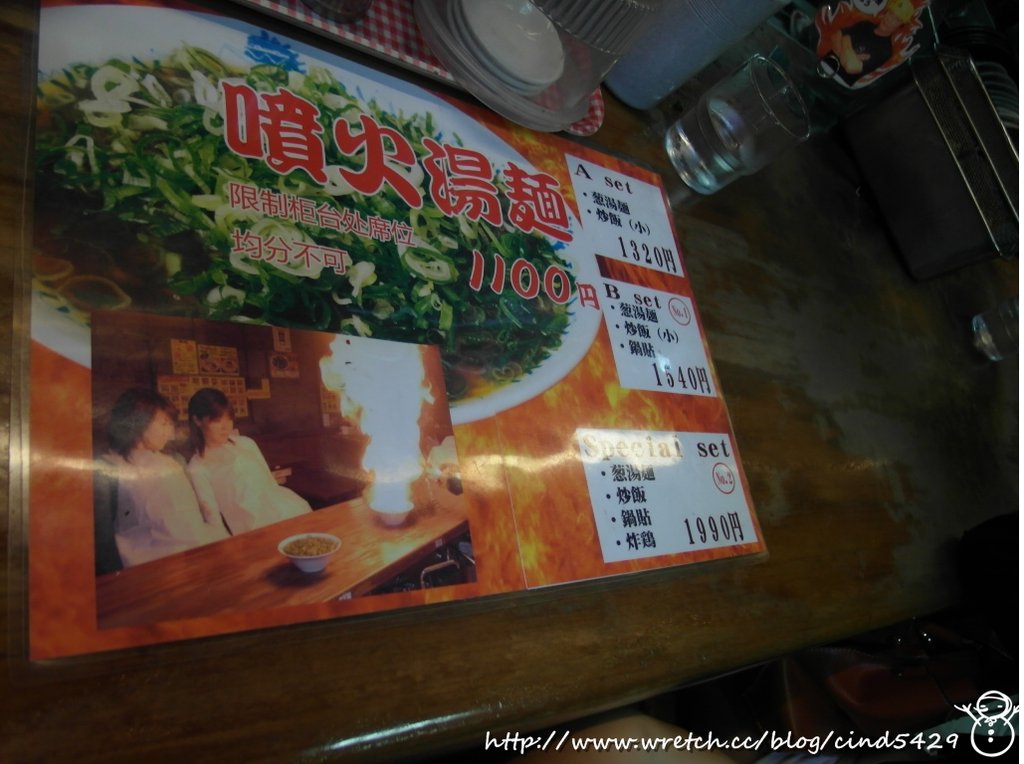 噴火湯麺
限制柜台处席位
均分不可
1100円
A set
・葱湯麺
・炒飯（小）
1320円
B set
No.1
・葱湯麺
・炒飯（小）
・鍋貼
1540円
Special set
No.2
・葱湯麺
・炒飯
・鍋貼
・炸鶏
1990円
http://www.wretch.cc/blog/cind5429